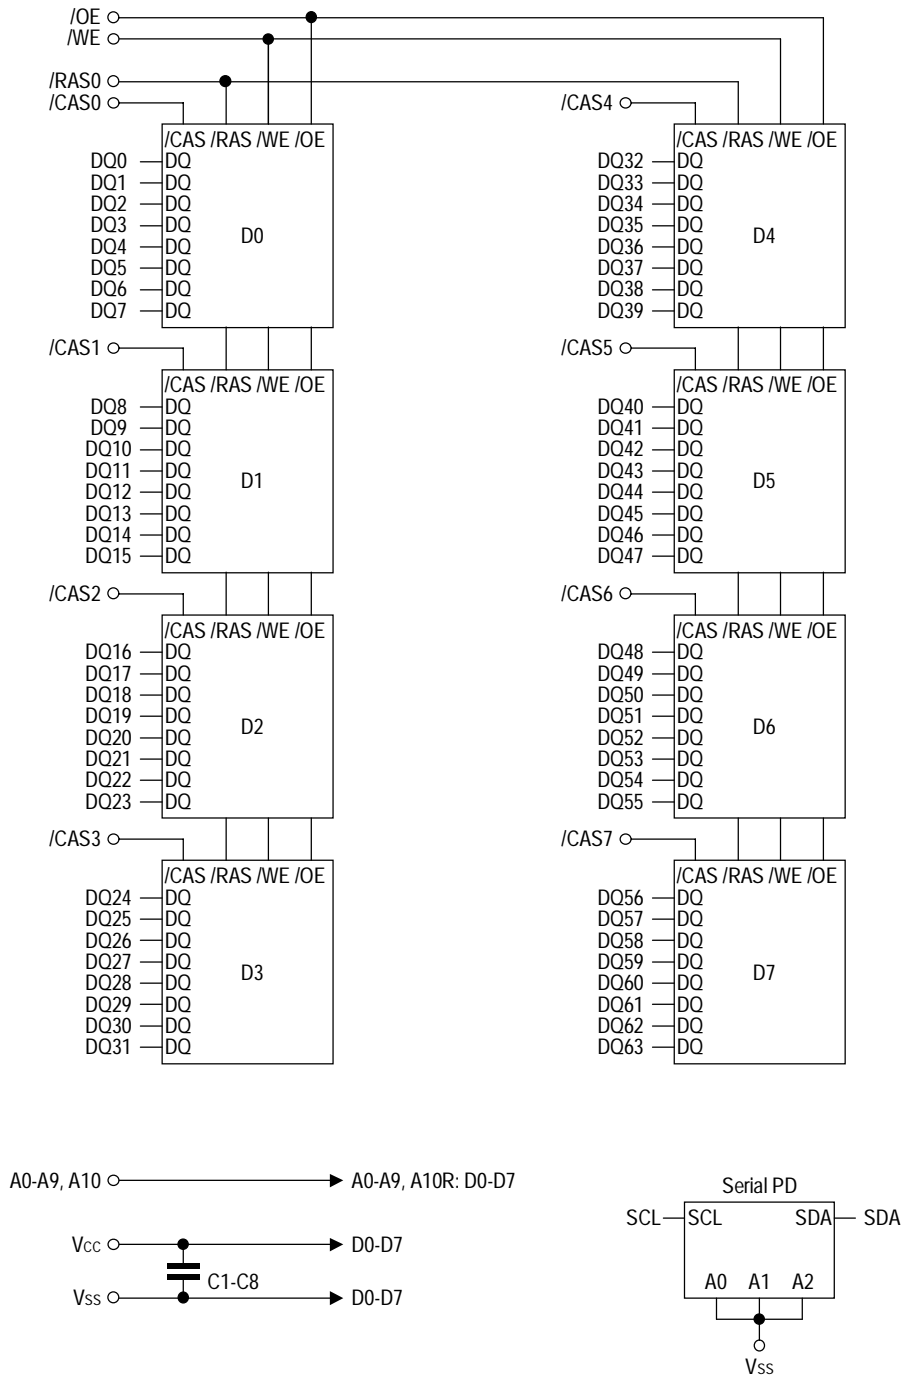 /OE
/WE
/RAS0
/CAS0
/CAS /RAS /WE /OE
DQ0 DQ
DQ1 DQ
DQ2 DQ
DQ3 DQ
D0
DQ4 DQ
DQ5 DQ
DQ6 DQ
DQ7 DQ
/CAS1
/CAS /RAS /WE /OE
DQ8 DQ
DQ9 DQ
DQ10 DQ
DQ11 DQ
D1
DQ12 DQ
DQ13 DQ
DQ14 DQ
DQ15 DQ
/CAS2
/CAS /RAS /WE /OE
DQ16 DQ
DQ17 DQ
DQ18 DQ
DQ19 DQ
D2
DQ20 DQ
DQ21 DQ
DQ22 DQ
DQ23 DQ
/CAS3
/CAS /RAS /WE /OE
DQ24 DQ
DQ25 DQ
DQ26 DQ
DQ27 DQ
D3
DQ28 DQ
DQ29 DQ
DQ30 DQ
DQ31 DQ
/CAS4
/CAS /RAS /WE /OE
DQ32 DQ
DQ33 DQ
DQ34 DQ
DQ35 DQ
D4
DQ36 DQ
DQ37 DQ
DQ38 DQ
DQ39 DQ
/CAS5
/CAS /RAS /WE /OE
DQ40 DQ
DQ41 DQ
DQ42 DQ
DQ43 DQ
D5
DQ44 DQ
DQ45 DQ
DQ46 DQ
DQ47 DQ
/CAS6
/CAS /RAS /WE /OE
DQ48 DQ
DQ49 DQ
DQ50 DQ
DQ51 DQ
D6
DQ52 DQ
DQ53 DQ
DQ54 DQ
DQ55 DQ
/CAS7
/CAS /RAS /WE /OE
DQ56 DQ
DQ57 DQ
DQ58 DQ
DQ59 DQ
D7
DQ60 DQ
DQ61 DQ
DQ62 DQ
DQ63 DQ
A0-A9, A10 A0-A9, A10R: D0-D7
Vcc D0-D7
C1-C8
Vss D0-D7
Serial PD
SCL SCL SDA SDA
A0 A1 A2
Vss